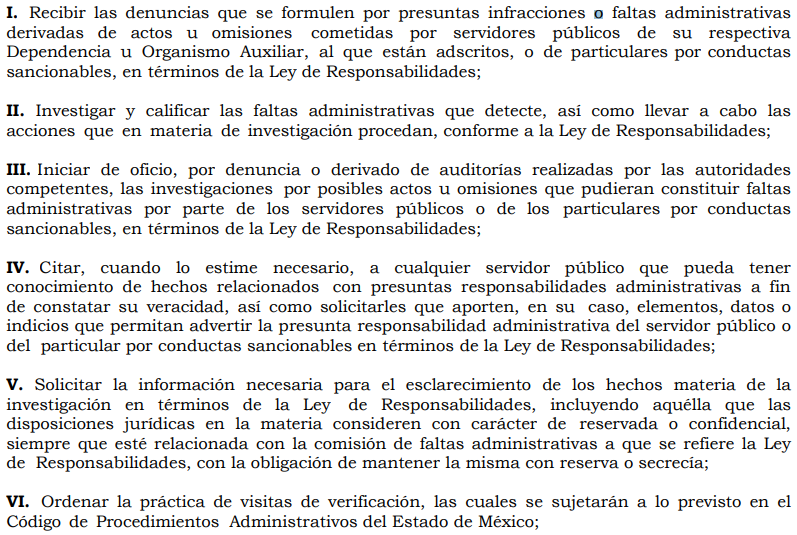 I. Recibir las denuncias que se formulen por presuntas infracciones o faltas administrativas
derivadas de actos u omisiones cometidas por servidores públicos de su respectiva
Dependencia u Organismo Auxiliar, al que están adscritos, o de particulares por conductas
sancionables, en términos de la Ley de Responsabilidades;
II. Investigar y calificar las faltas administrativas que detecte, así como llevar a cabo las
acciones que en materia de investigación procedan, conforme a la Ley de Responsabilidades;
III. Iniciar de oficio, por denuncia o derivado de auditorías realizadas por las autoridades
competentes, las investigaciones por posibles actos u omisiones que pudieran constituir faltas
administrativas por parte de los servidores públicos o de los particulares por conductas
sancionables, en términos de la Ley de Responsabilidades;
IV. Citar, cuando lo estime necesario, a cualquier servidor público que pueda tener
conocimiento de hechos relacionados con presuntas responsabilidades administrativas a fin
de constatar su veracidad, así como solicitarles que aporten, en su caso, elementos, datos o
indicios que permitan advertir la presunta responsabilidad administrativa del servidor público o
del particular por conductas sancionables en términos de la Ley de Responsabilidades;
V. Solicitar la información necesaria para el esclarecimiento de los hechos materia de la
investigación en términos de la Ley de Responsabilidades, incluyendo aquélla que las
disposiciones jurídicas en la materia consideren con carácter de reservada o confidencial,
siempre que esté relacionada con la comisión de faltas administrativas a que se refiere la Ley
de Responsabilidades, con la obligación de mantener la misma con reserva o secrecía;
VI. Ordenar la práctica de visitas de verificación, las cuales se sujetarán a lo previsto en el
Código de Procedimientos Administrativos del Estado de México;